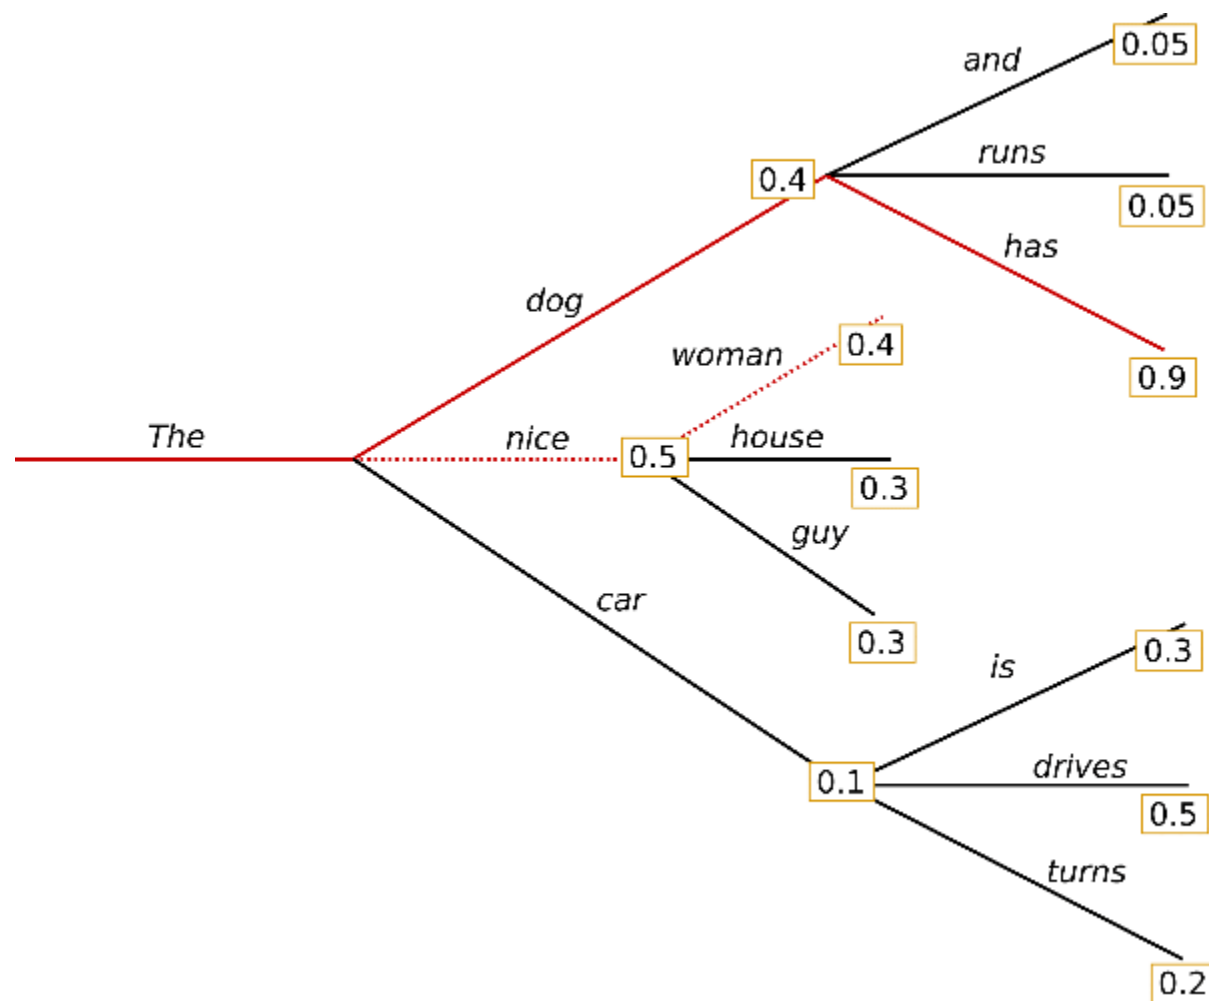 and
0.05
runs
0.4
0.05
has
dog
woman
0.4
0.9
The
nice
0.5
house
0.3
guy
car
0.3
is
0.3
drives
0.1
0.5
turns
0.2